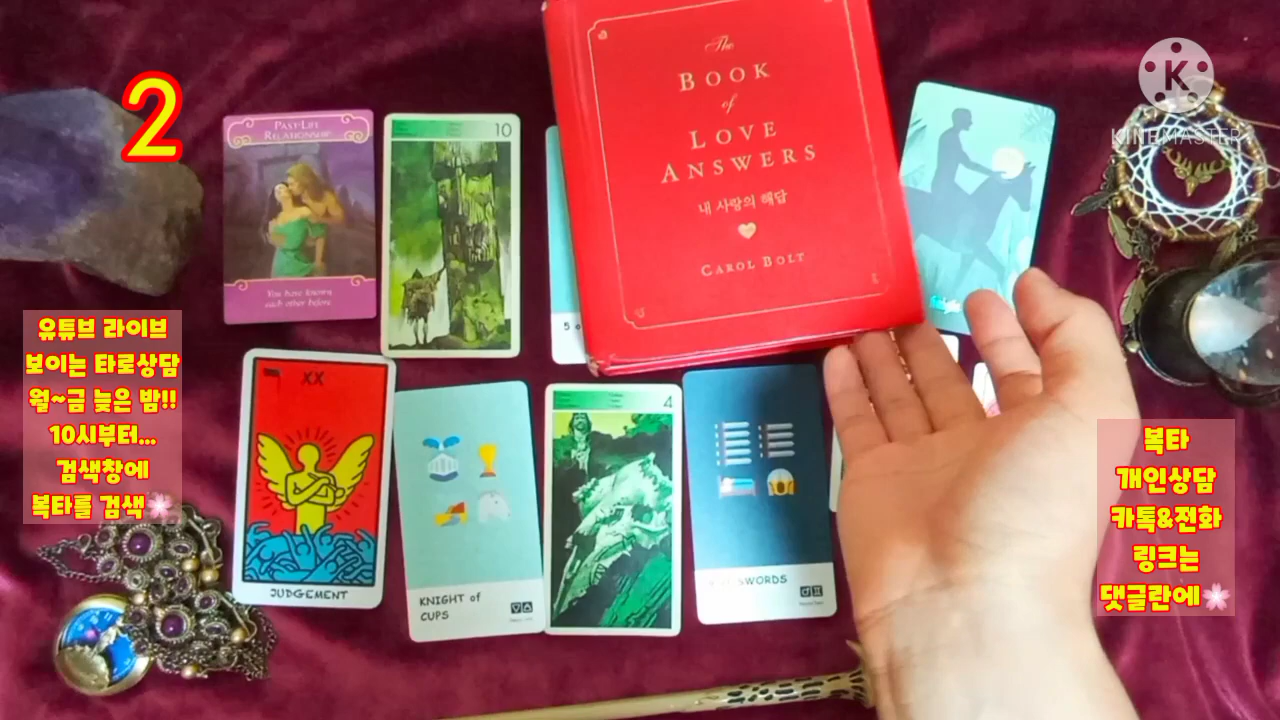 2
K
KINEMASTER
The
BOOK
of
LOVE
ANSWERS
내 사랑의 해답
CAROL BOLT
PAST-LIFE
RELATIONSHIP
You have known
each other before
10
5
XX
JUDGEMENT
KNIGHT of
CUPS
4
SWORDS
유튜브 라이브
보이는 타로상담
월~금 늦은 밤!!
10시부터...
검색창에
복타를 검색🌸
복타
개인상담
카톡&전화
링크는
댓글란에🌸